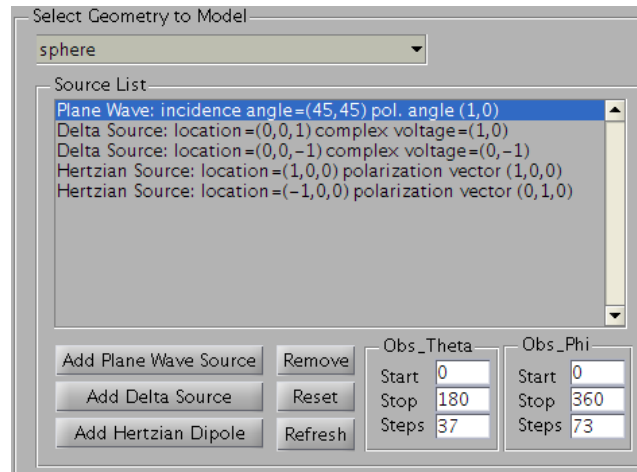 Select Geometry to Model
sphere
Source List
Plane Wave: incidence angle=(45,45) pol. angle (1,0)
Delta Source: location=(0,0,1) complex voltage=(1,0)
Delta Source: location=(0,0,-1) complex voltage=(0,-1)
Hertzian Source: location=(1,0,0) polarization vector (1,0,0)
Hertzian Source: location=(-1,0,0) polarization vector (0,1,0)
Add Plane Wave Source
Remove
Add Delta Source
Reset
Add Hertzian Dipole
Refresh
Obs_Theta
Start 0
Stop 180
Steps 37
Obs_Phi
Start 0
Stop 360
Steps 73